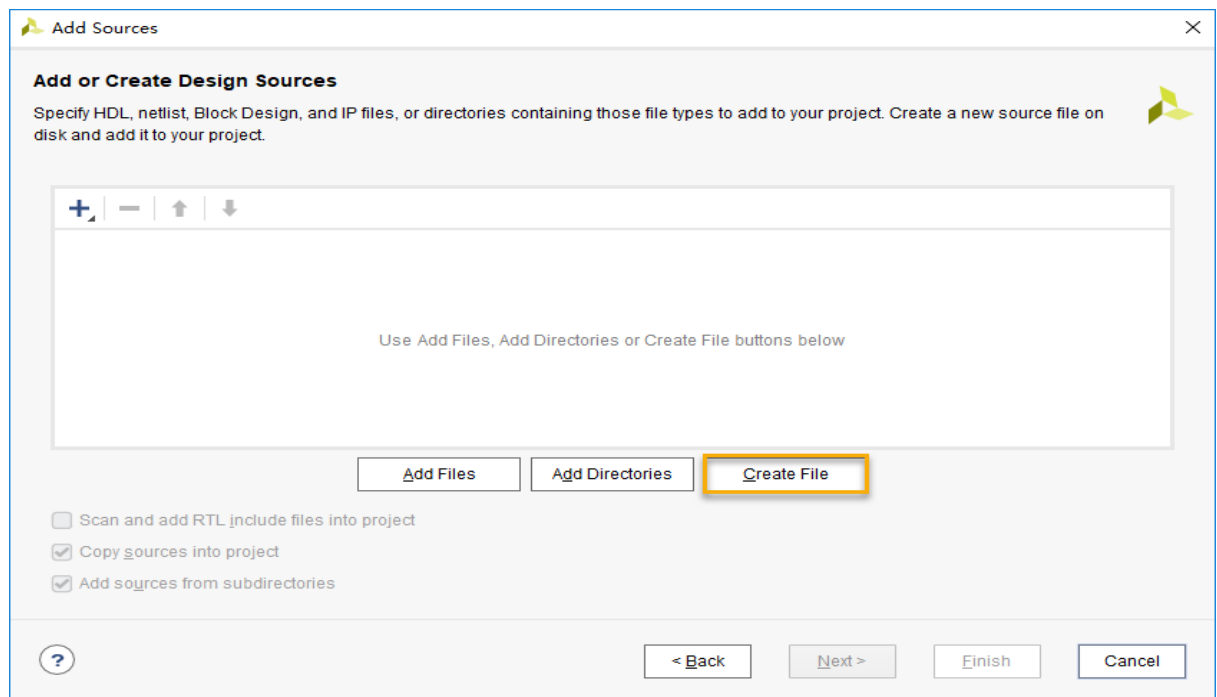 Add Sources
Add or Create Design Sources
Specify HDL, netlist, Block Design, and IP files, or directories containing those file types to add to your project. Create a new source file on
disk and add it to your project.
Use Add Files, Add Directories or Create File buttons below
Add Files Add Directories Create File
Scan and add RTL include files into project
Copy sources into project
Add sources from subdirectories
? < Back Next > Finish Cancel